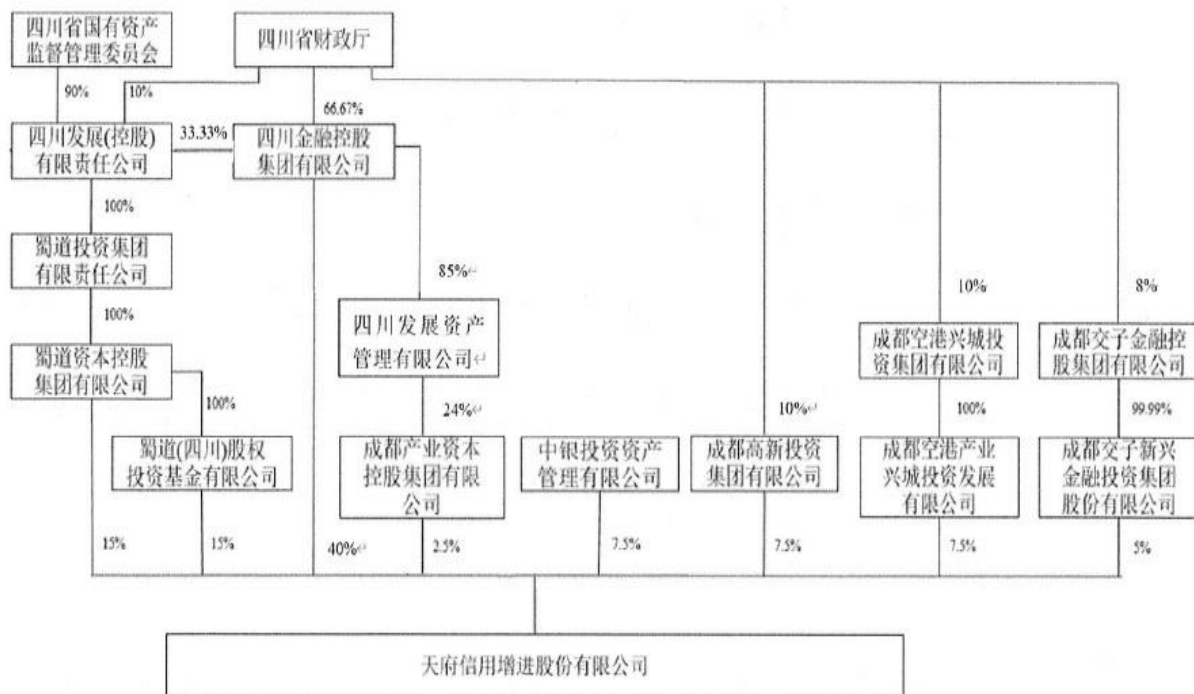 四川省国有资产
监督管理委员会
四川省财政厅
90%
10%
66.67%
四川发展(控股)
有限责任公司
33.33%
四川金融控股
集团有限公司
100%
蜀道投资集团
有限责任公司
85%↵
10%
8%
100%
四川发展资产
管理有限公司↵
成都空港兴城投
资集团有限公司
成都交子金融控
股集团有限公司
蜀道资本控股
集团有限公司
100%
24%↵
10%↵
100%
99.99%
蜀道(四川)股权
投资基金有限公司
成都产业资本
控股集团有限公
司
中银投资资产
管理有限公司
成都高新投资
集团有限公司
成都空港产业
兴城投资发展
有限公司
成都交子新兴
金融投资集团
股份有限公司
15%
15%
40%↵
2.5%
7.5%
7.5%
7.5%
5%
天府信用增进股份有限公司